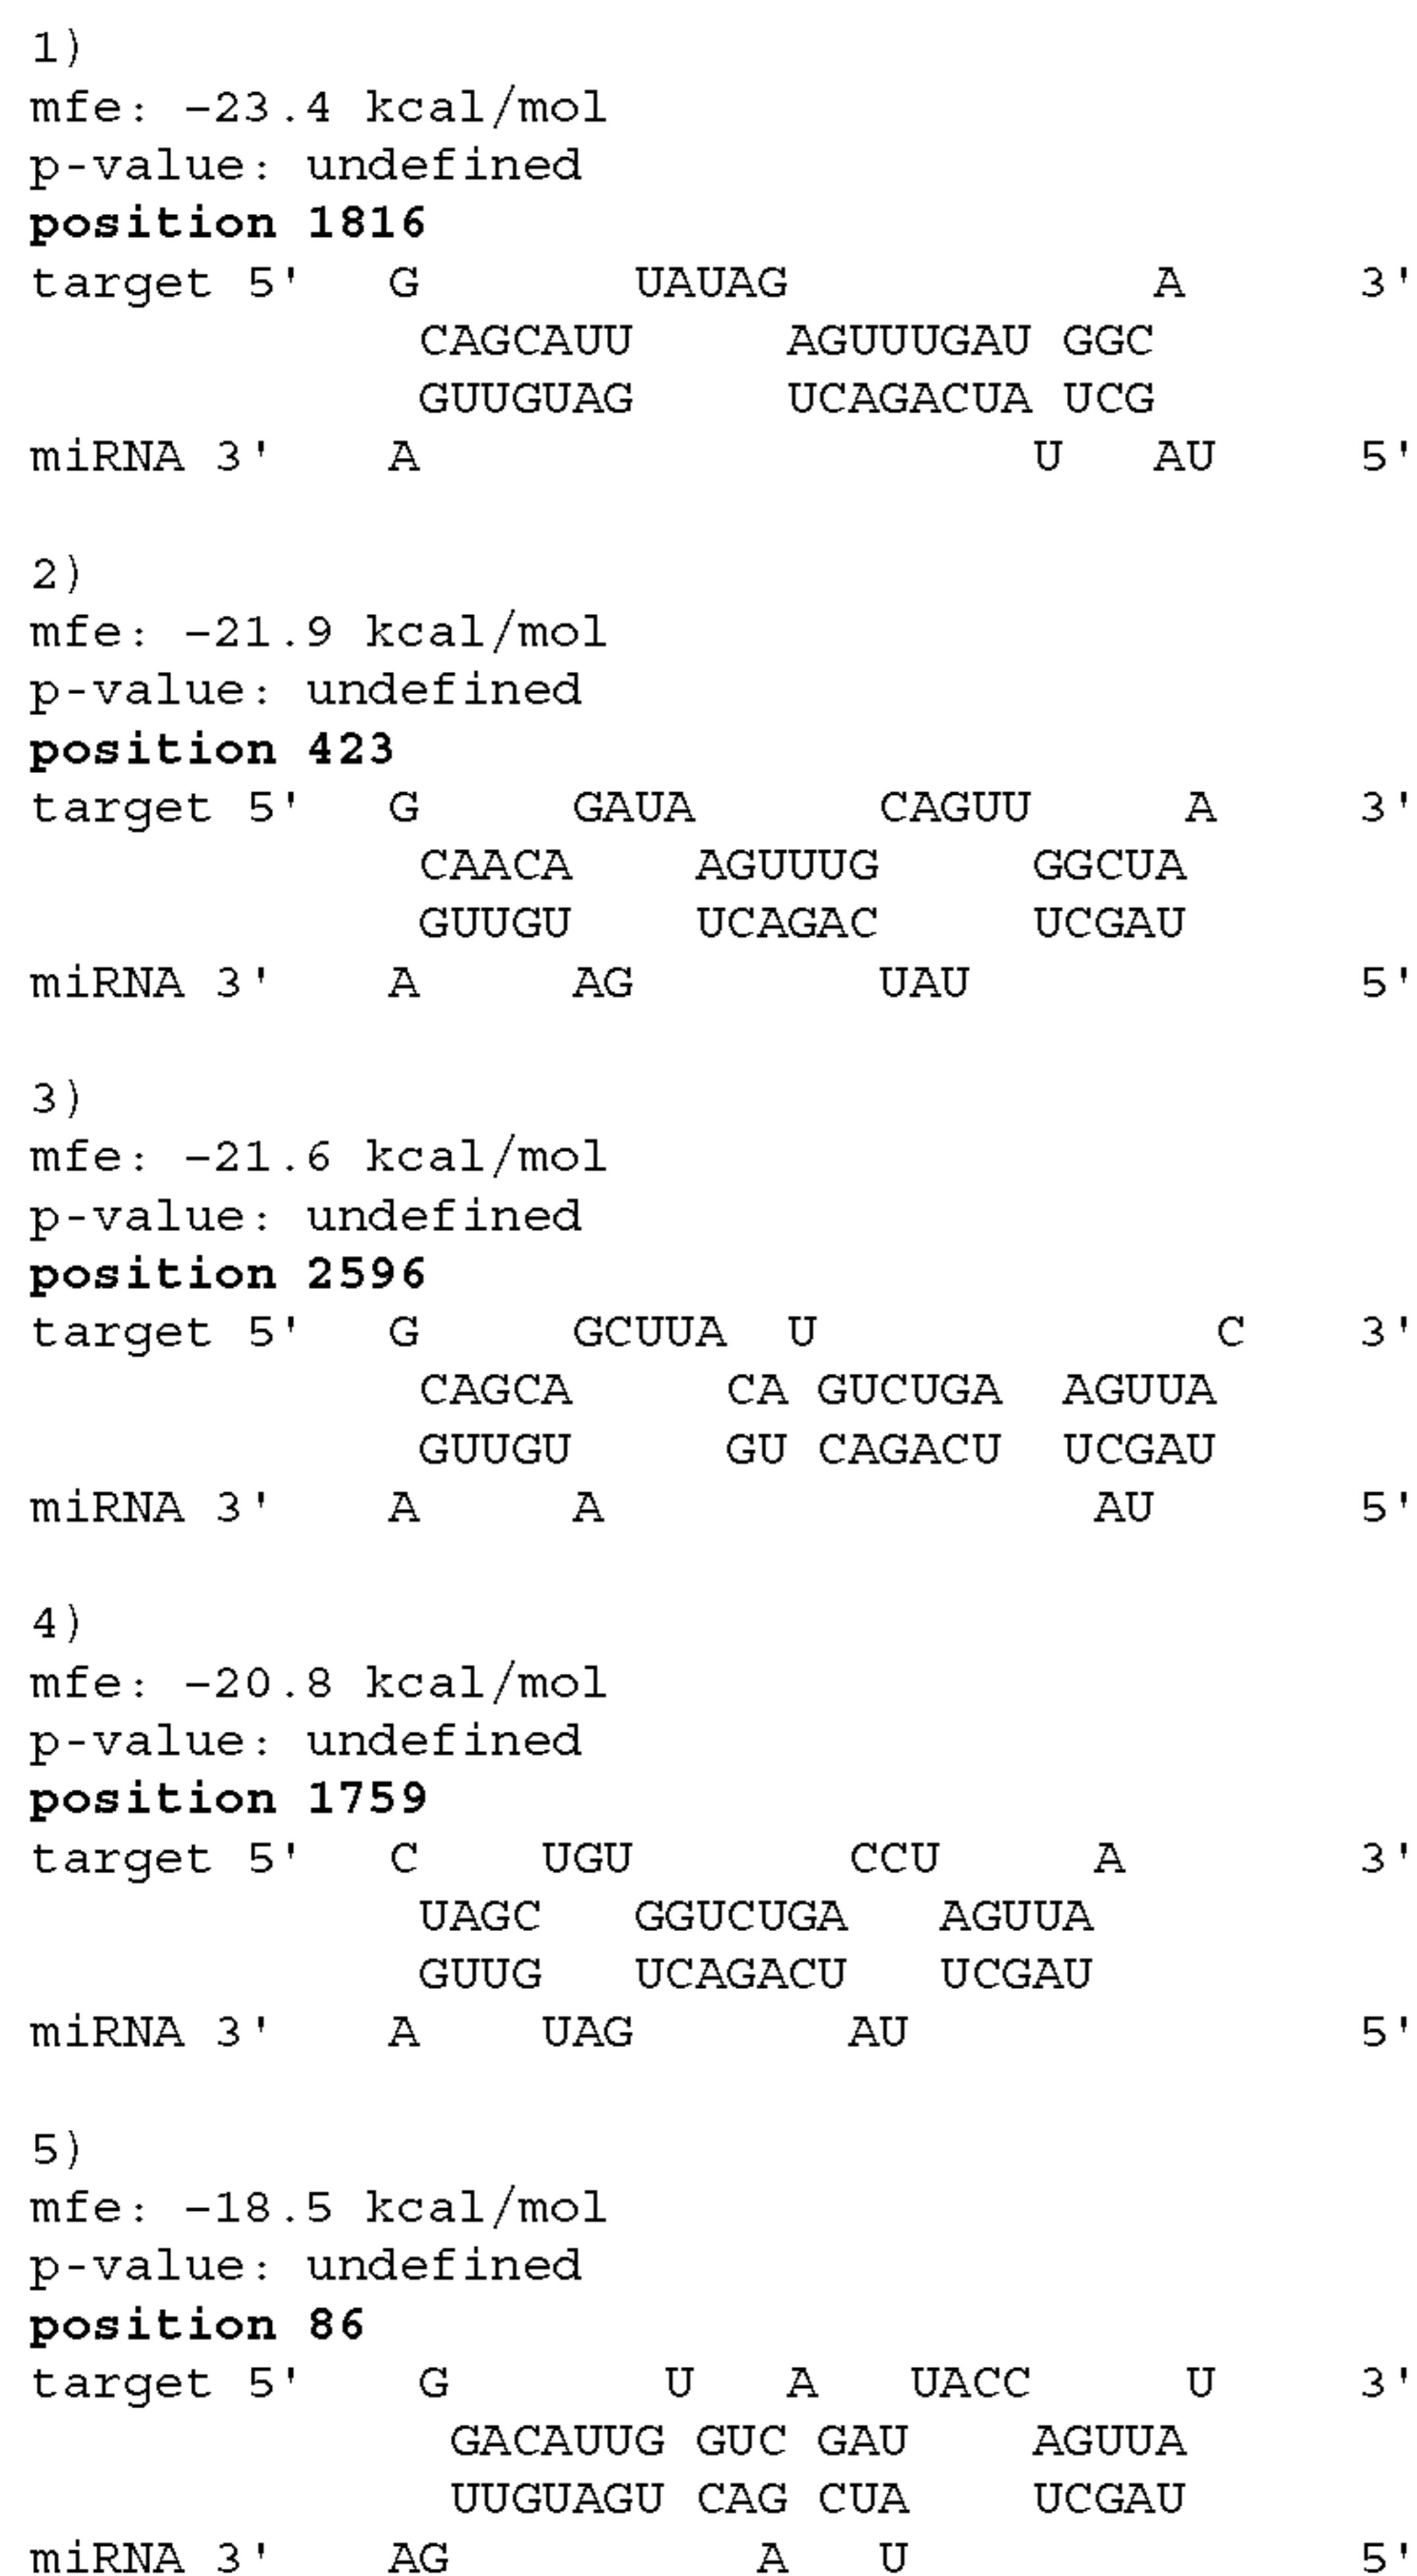 1)
mfe: -23.4 kcal/mol
p-value: undefined
position 1816
target 5'   G       UAUAG            A      3'
             CAGCAUU     AGUUUGAU GGC
             GUUGUAG     UCAGACUA UCG
miRNA 3'    A                    U   AU     5'
2)
mfe: -21.9 kcal/mol
p-value: undefined
position 423
target 5'   G     GAUA      CAGUU     A     3'
             CAACA    AGUUUG     GGCUA
             GUUGU    UCAGAC     UCGAU
miRNA 3'    A     AG        UAU             5'
3)
mfe: -21.6 kcal/mol
p-value: undefined
position 2596
target 5'   G     GCUUA  U             C    3'
             CAGCA     CA GUCUGA  AGUUA
             GUUGU     GU CAGACU  UCGAU
miRNA 3'    A     A                AU       5'
4)
mfe: -20.8 kcal/mol
p-value: undefined
position 1759
target 5'   C    UGU       CCU     A        3'
             UAGC   GGUCUGA   AGUUA
             GUUG   UCAGACU   UCGAU
miRNA 3'    A    UAG       AU               5'
5)
mfe: -18.5 kcal/mol
p-value: undefined
position 86
target 5'    G       U   A   UACC     U     3'
              GACAUUG GUC GAU    AGUUA
              UUGUAGU CAG CUA    UCGAU
miRNA 3'    AG          A   U               5'